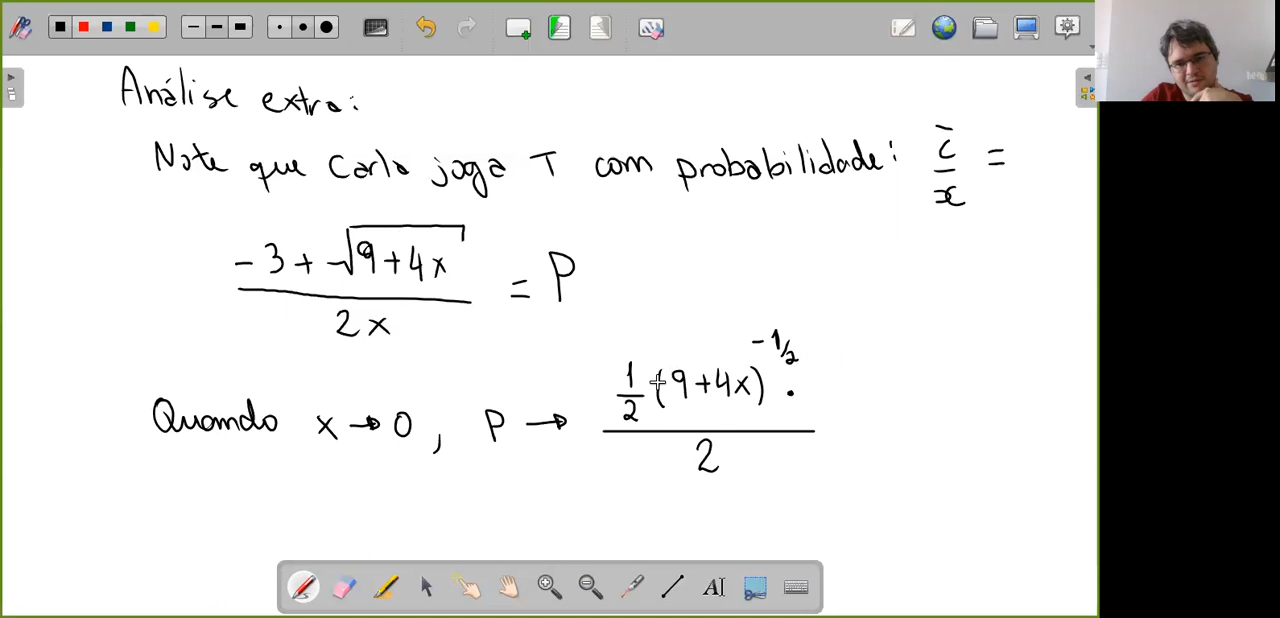 Análise extra:
Note que Carla joga T com probabilidade: c̄/x =
(-3 + √(9+4x)) / 2x = P
Quando x → 0, P → (1/2 (9+4x)^(-1/2) ·) / 2